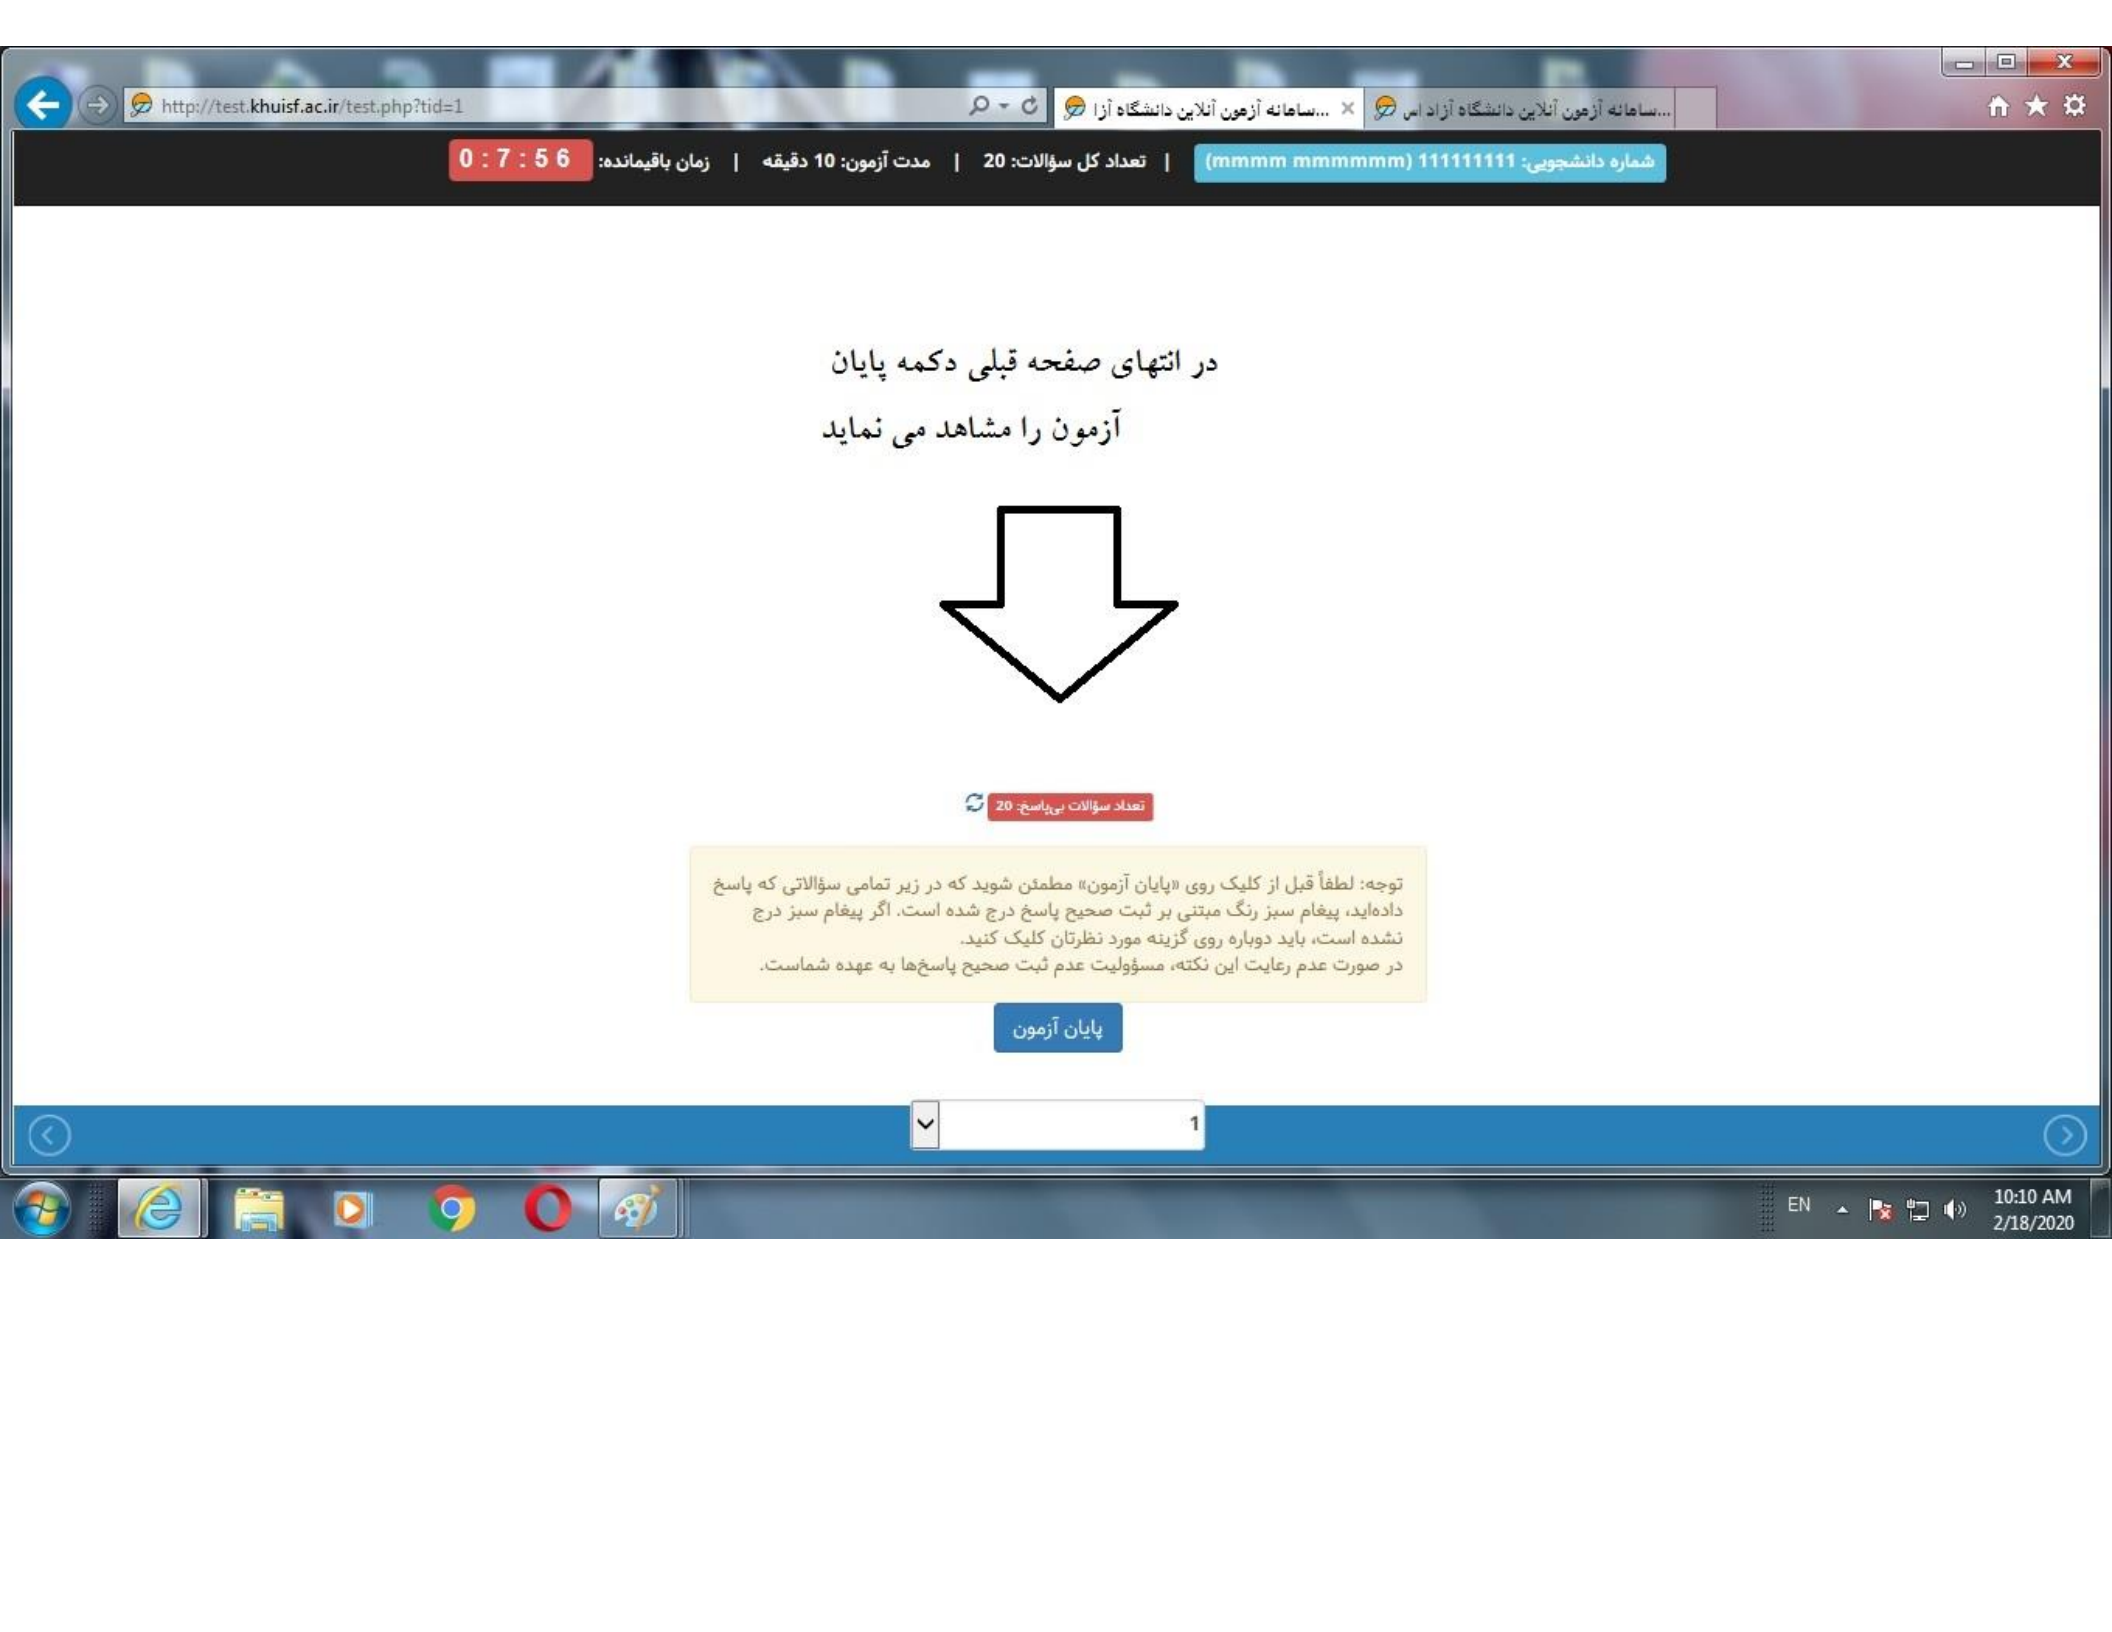 http://test.khuisf.ac.ir/test.php?tid=1
سامانه آزمون آنلاین دانشگاه آزا...
سامانه آزمون آنلاین دانشگاه آزاد اس...
شماره دانشجویی: 111111111 (mmmm mmmmmm) | تعداد کل سؤالات: 20 | مدت آزمون: 10 دقیقه | زمان باقیمانده: 0 : 7 : 5 6
در انتهای صفحه قبلی دکمه پایان
آزمون را مشاهد می نماید
تعداد سؤالات بی‌پاسخ: 20
توجه: لطفاً قبل از کلیک روی «پایان آزمون» مطمئن شوید که در زیر تمامی سؤالاتی که پاسخ
داده‌اید، پیغام سبز رنگ مبتنی بر ثبت صحیح پاسخ درج شده است. اگر پیغام سبز درج
نشده است، باید دوباره روی گزینه مورد نظرتان کلیک کنید.
در صورت عدم رعایت این نکته، مسؤولیت عدم ثبت صحیح پاسخ‌ها به عهده شماست.
پایان آزمون
1
EN
10:10 AM
2/18/2020